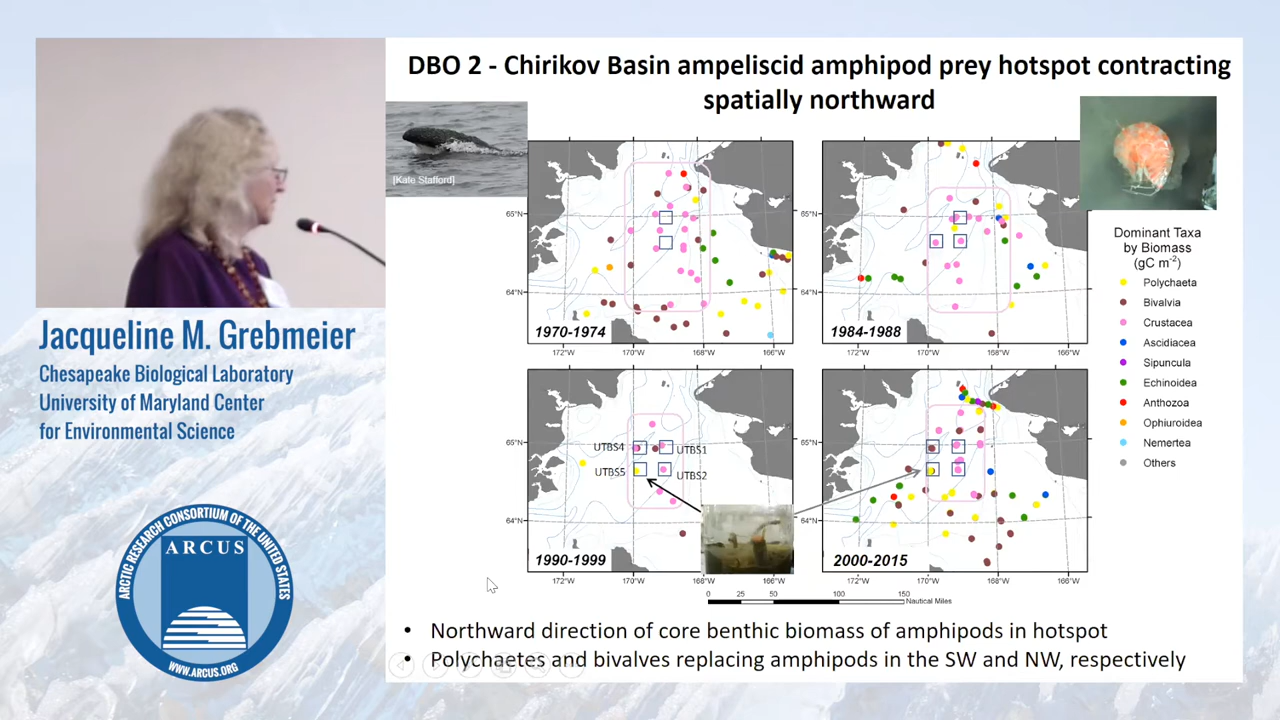 DBO 2 - Chirikov Basin ampeliscid amphipod prey hotspot contracting
spatially northward
[Kate Stafford]
Jacqueline M. Grebmeier
Chesapeake Biological Laboratory
University of Maryland Center
for Environmental Science
ARCTIC RESEARCH CONSORTIUM OF THE UNITED STATES
ARCUS
WWW.ARCUS.ORG
65°N
64°N
1970-1974
172°W 170°W 168°W 166°W
65°N
64°N
1984-1988
172°W 170°W 168°W 166°W
65°N
64°N
UTBS4 UTBS1
UTBS5 UTBS2
1990-1999
172°W 170°W 168°W 166°W
65°N
64°N
2000-2015
172°W 170°W 168°W 166°W
Dominant Taxa
by Biomass
(gC m⁻²)
Polychaeta
Bivalvia
Crustacea
Ascidiacea
Sipuncula
Echinoidea
Anthozoa
Ophiuroidea
Nemertea
Others
0 25 50 100 150
Nautical Miles
• Northward direction of core benthic biomass of amphipods in hotspot
• Polychaetes and bivalves replacing amphipods in the SW and NW, respectively